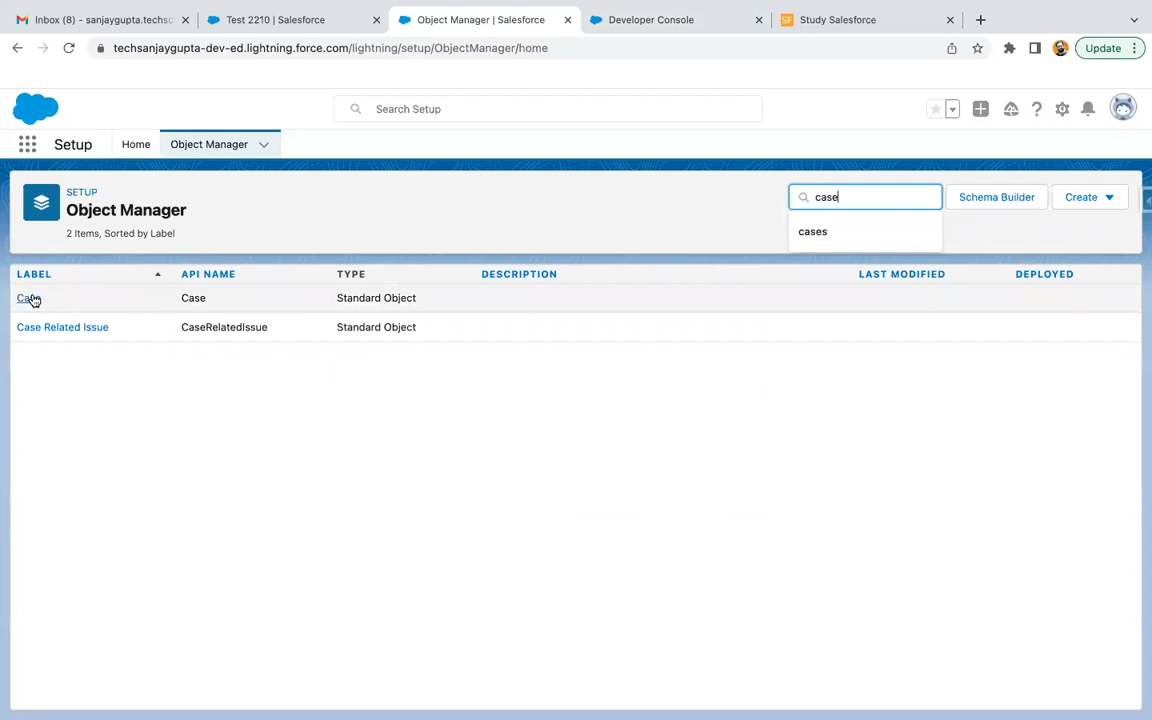 Inbox (8) - sanjaygupta.techsc
Test 2210 | Salesforce
Object Manager | Salesforce
Developer Console
SF Study Salesforce
techsanjaygupta-dev-ed.lightning.force.com/lightning/setup/ObjectManager/home
Update
Search Setup
Setup Home Object Manager
SETUP
Object Manager
2 Items, Sorted by Label
case
cases
Schema Builder
Create
LABEL API NAME TYPE DESCRIPTION LAST MODIFIED DEPLOYED
Case Case Standard Object
Case Related Issue CaseRelatedIssue Standard Object